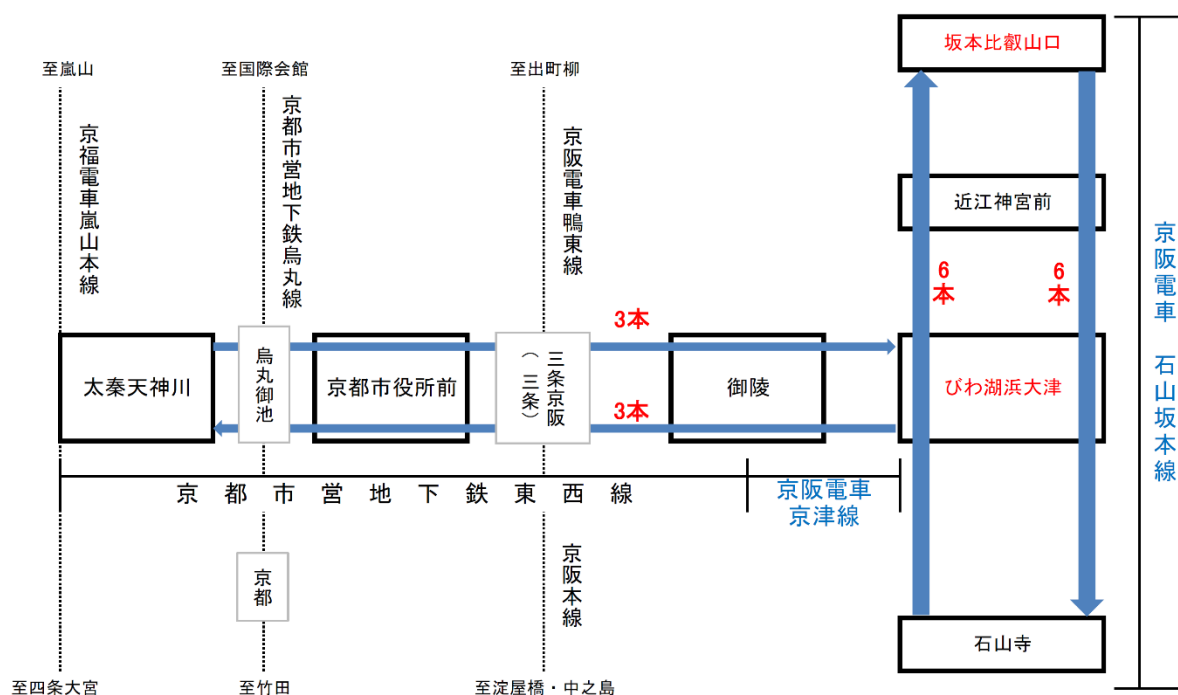 坂本比叡山口
至嵐山
至国際会館
至出町柳
京福電車嵐山本線
京都市営地下鉄烏丸線
京阪電車鴨東線
近江神宮前
6本
6本
京阪電車 石山坂本線
3本
太秦天神川
烏丸御池
京都市役所前
三条京阪
(三条)
御陵
びわ湖浜大津
3本
京都市営地下鉄東西線
京阪電車
京津線
京都
京阪本線
石山寺
至四条大宮
至竹田
至淀屋橋・中之島